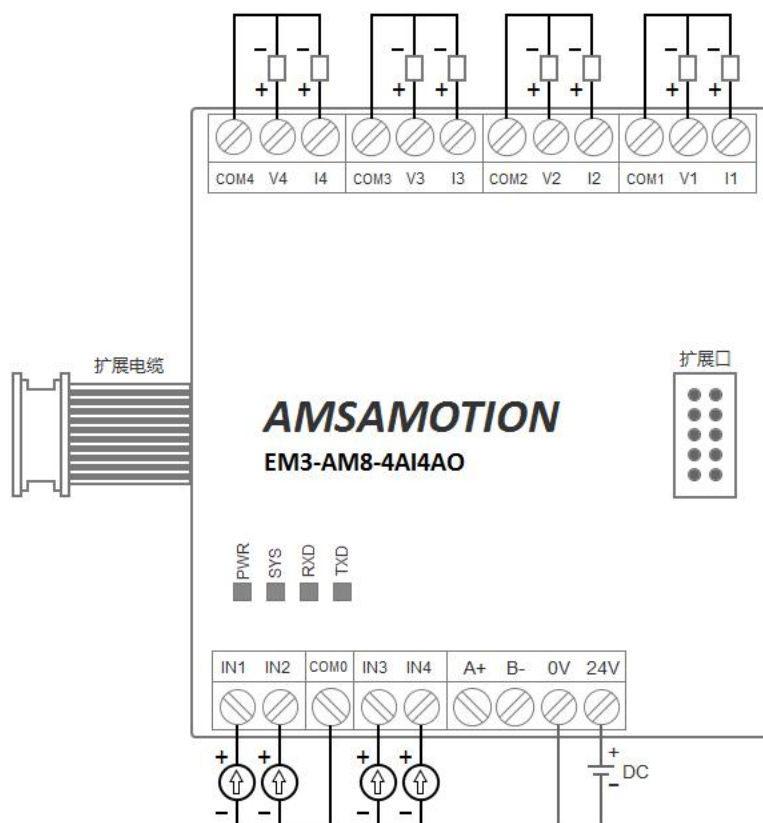 - - - - - - - -
+ + + + + + + +
COM4 V4 I4 COM3 V3 I3 COM2 V2 I2 COM1 V1 I1
扩展电缆
扩展口
AMSAMOTION
EM3-AM8-4AI4AO
PWR SYS RXD TXD
IN1 IN2 COM0 IN3 IN4 A+ B- 0V 24V
+ + + + +
DC
- - - - -